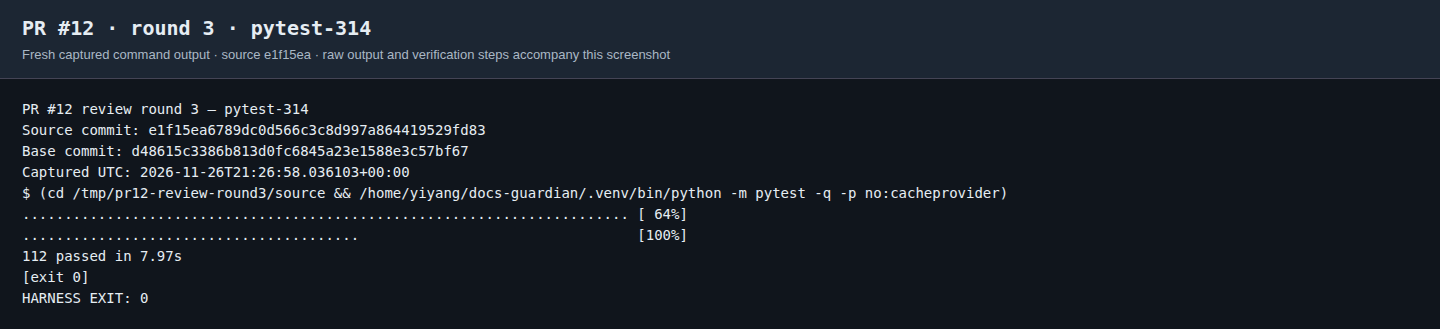 PR #12 · round 3 · pytest-314
Fresh captured command output · source e1f15ea · raw output and verification steps accompany this screenshot
PR #12 review round 3 — pytest-314
Source commit: e1f15ea6789dc0d566c3c8d997a864419529fd83
Base commit: d48615c3386b813d0fc6845a23e1588e3c57bf67
Captured UTC: 2026-11-26T21:26:58.036103+00:00
$ (cd /tmp/pr12-review-round3/source && /home/yiyang/docs-guardian/.venv/bin/python -m pytest -q -p no:cacheprovider)
........................................................................ [ 64%]
........................................                                 [100%]
112 passed in 7.97s
[exit 0]
HARNESS EXIT: 0